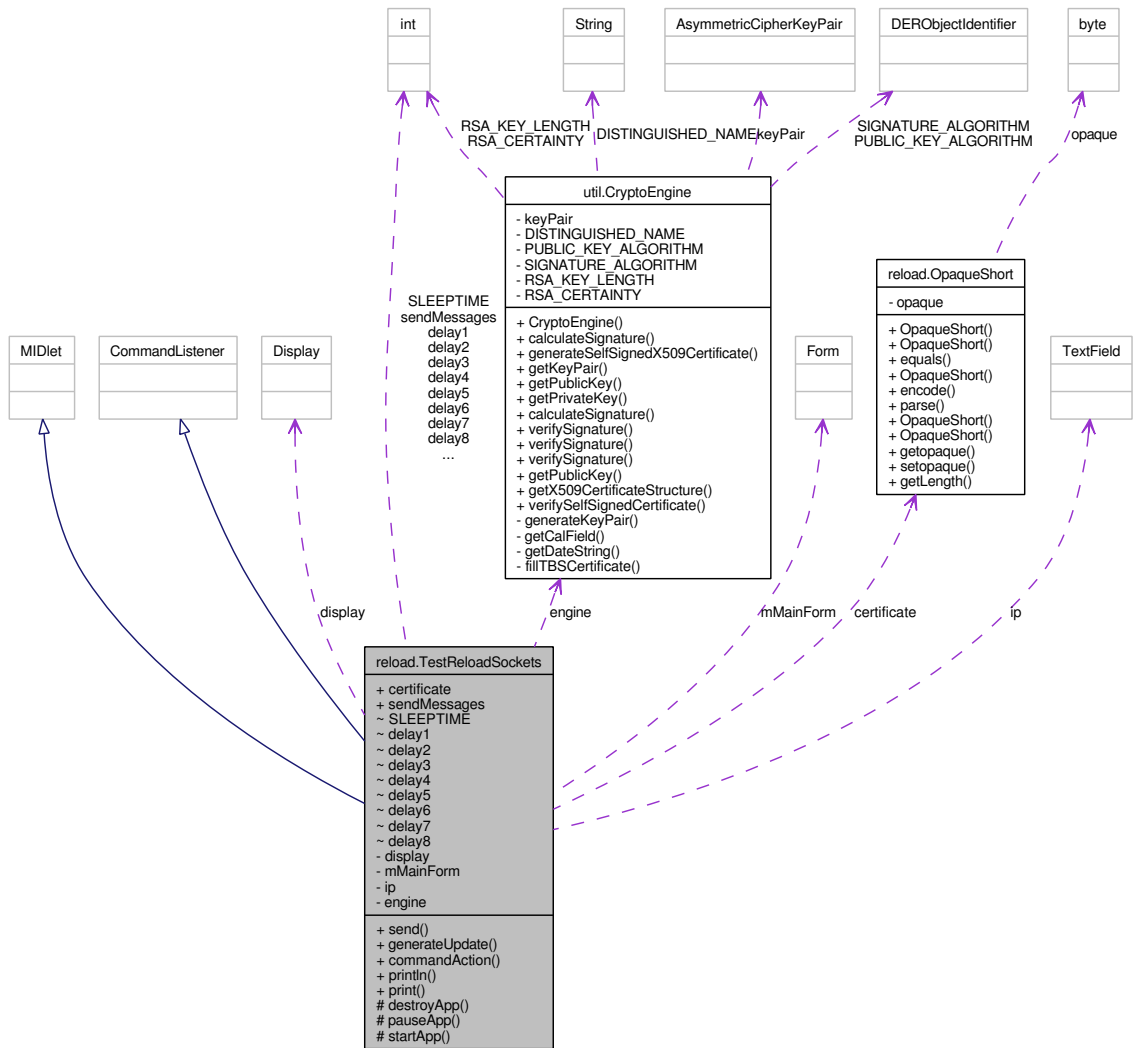 int
String
AsymmetricCipherKeyPair
DERObjectIdentifier
byte
RSA_KEY_LENGTH
RSA_CERTAINTY
DISTINGUISHED_NAME
keyPair
SIGNATURE_ALGORITHM
PUBLIC_KEY_ALGORITHM
opaque
util.CryptoEngine
- keyPair
- DISTINGUISHED_NAME
- PUBLIC_KEY_ALGORITHM
- SIGNATURE_ALGORITHM
- RSA_KEY_LENGTH
- RSA_CERTAINTY
+ CryptoEngine()
+ calculateSignature()
+ generateSelfSignedX509Certificate()
+ getKeyPair()
+ getPublicKey()
+ getPrivateKey()
+ calculateSignature()
+ verifySignature()
+ verifySignature()
+ verifySignature()
+ getPublicKey()
+ getX509CertificateStructure()
+ verifySelfSignedCertificate()
- generateKeyPair()
- getCalField()
- getDateString()
- fillTBSCertificate()
reload.OpaqueShort
- opaque
+ OpaqueShort()
+ OpaqueShort()
+ equals()
+ OpaqueShort()
+ encode()
+ parse()
+ OpaqueShort()
+ OpaqueShort()
+ getopaque()
+ setopaque()
+ getLength()
SLEEPTIME
sendMessages
delay1
delay2
delay3
delay4
delay5
delay6
delay7
delay8
...
MIDlet
CommandListener
Display
Form
TextField
display
engine
mMainForm
certificate
ip
reload.TestReloadSockets
+ certificate
+ sendMessages
~ SLEEPTIME
~ delay1
~ delay2
~ delay3
~ delay4
~ delay5
~ delay6
~ delay7
~ delay8
- display
- mMainForm
- ip
- engine
+ send()
+ generateUpdate()
+ commandAction()
+ println()
+ print()
# destroyApp()
# pauseApp()
# startApp()